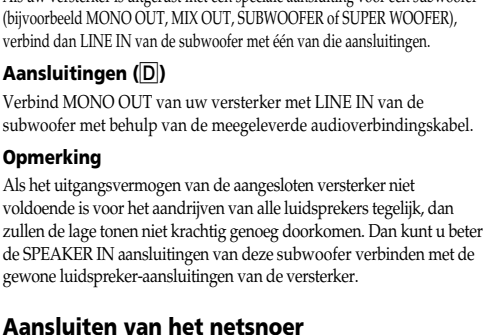 Als uw versterker is uitgerust met een speciale aansluiting voor een subwoofer
(bijvoorbeeld MONO OUT, MIX OUT, SUBWOOFER of SUPER WOOFER),
verbind dan LINE IN van de subwoofer met één van die aansluitingen.
Aansluitingen (D)
Verbind MONO OUT van uw versterker met LINE IN van de
subwoofer met behulp van de meegeleverde audioverbindingskabel.
Opmerking
Als het uitgangsvermogen van de aangesloten versterker niet
voldoende is voor het aandrijven van alle luidsprekers tegelijk, dan
zullen de lage tonen niet krachtig genoeg doorkomen. Dan kunt u beter
de SPEAKER IN aansluitingen van deze subwoofer verbinden met de
gewone luidspreker-aansluitingen van de versterker.
Aansluiten van het netsnoer